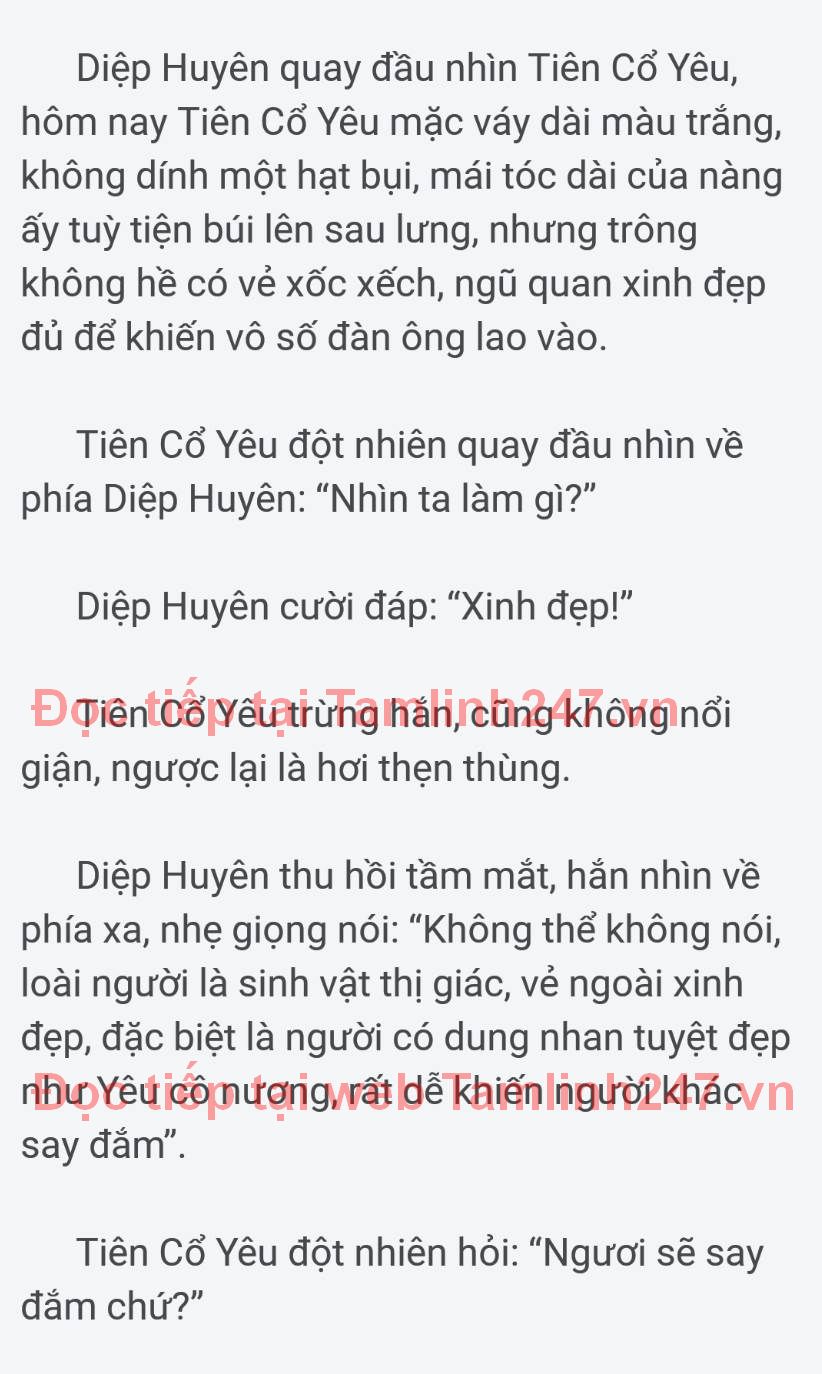 Diệp Huyên quay đầu nhìn Tiên Cổ Yêu,
hôm nay Tiên Cổ Yêu mặc váy dài màu trắng,
không dính một hạt bụi, mái tóc dài của nàng
ấy tuỳ tiện búi lên sau lưng, nhưng trông
không hề có vẻ xốc xếch, ngũ quan xinh đẹp
đủ để khiến vô số đàn ông lao vào.
Tiên Cổ Yêu đột nhiên quay đầu nhìn về
phía Diệp Huyên: “Nhìn ta làm gì?”
Diệp Huyên cười đáp: “Xinh đẹp!”
Đọc tiếp tại Tamlinh247.vn
Tiên Cổ Yêu trừng hắn, cũng không nổi
giận, ngược lại là hơi thẹn thùng.
Diệp Huyên thu hồi tầm mắt, hắn nhìn về
phía xa, nhẹ giọng nói: “Không thể không nói,
loài người là sinh vật thị giác, vẻ ngoài xinh
đẹp, đặc biệt là người có dung nhan tuyệt đẹp
như Yêu cô nương, rất dễ khiến người khác
Đọc tiếp tại web Tamlinh247.vn
say đắm”.
Tiên Cổ Yêu đột nhiên hỏi: “Ngươi sẽ say
đắm chứ?”